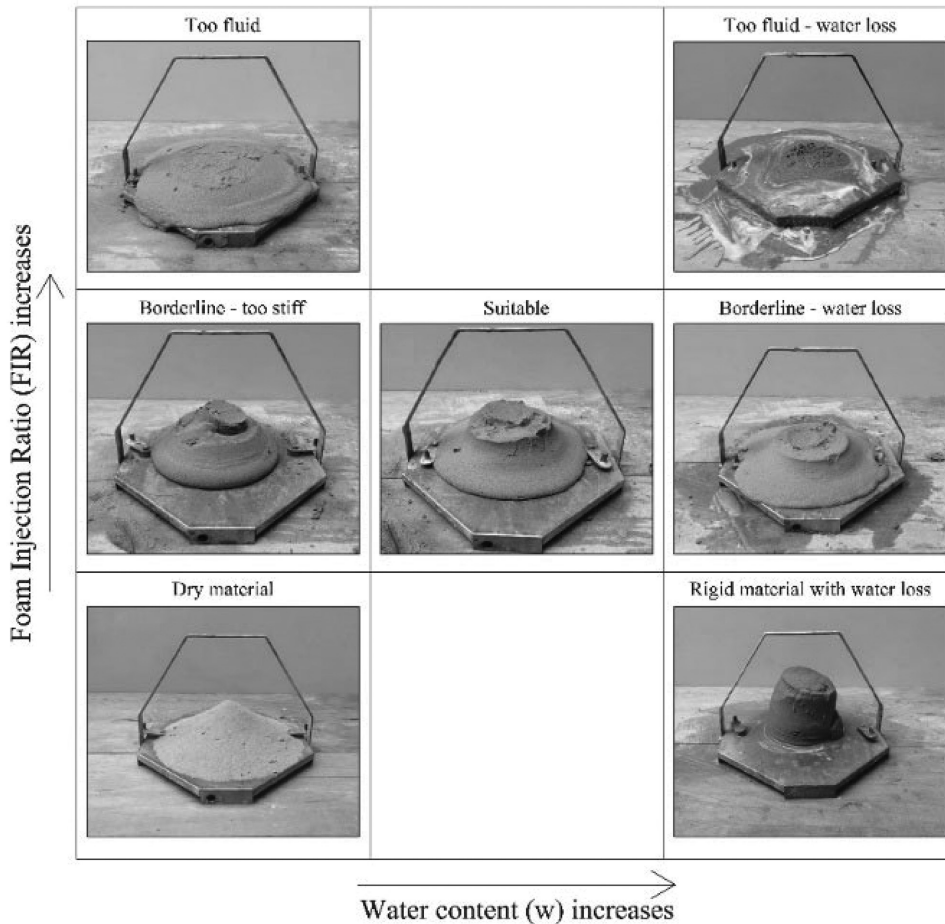 Too fluid
Too fluid - water loss
Borderline - too stiff
Suitable
Borderline - water loss
Dry material
Rigid material with water loss
Foam Injection Ratio (FIR) increases
Water content (w) increases